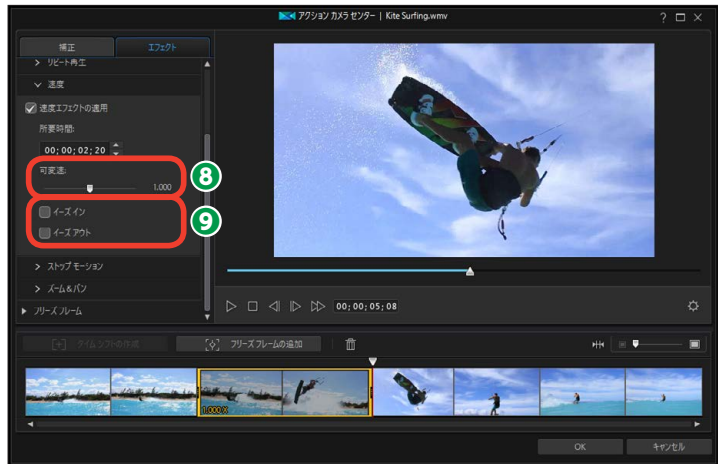 アクション カメラ センター | Kite Surfing.wmv
?
補正
エフェクト
リピート再生
速度
速度エフェクトの適用
所要時間:
00;00;02;20
可変速:
1.000
8
イーズ イン
イーズ アウト
9
ストップ モーション
ズーム & パン
フリーズ フレーム
00;00;05;08
[+] タイム シフトの作成
フリーズ フレームの追加
1.000 X
OK
キャンセル